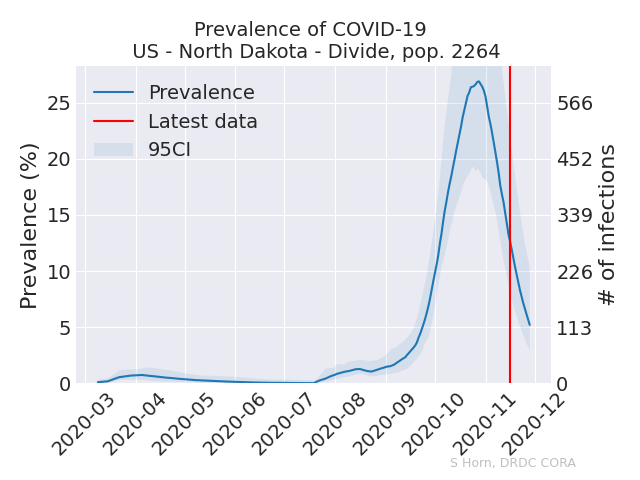 Prevalence of COVID-19
US - North Dakota - Divide, pop. 2264
Prevalence
Latest data
95CI
Prevalence (%)
25
20
15
10
5
0
566
452
339
226
113
0
# of infections
2020-03
2020-04
2020-05
2020-06
2020-07
2020-08
2020-09
2020-10
2020-11
2020-12
S Horn, DRDC CORA